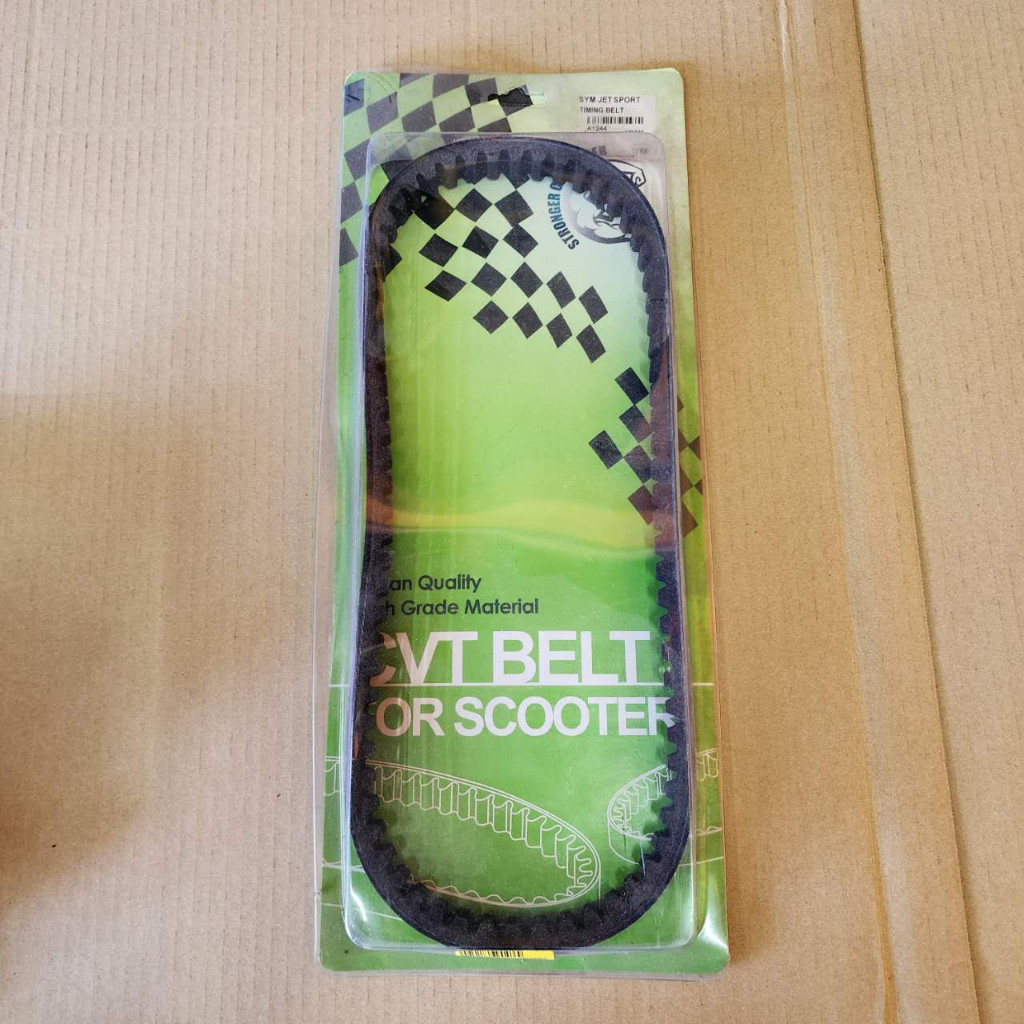 SYM JET SPORT
TIMING BELT
A1244
STRONGER
an Quality
h Grade Material
CVT BELT
OR SCOOTER